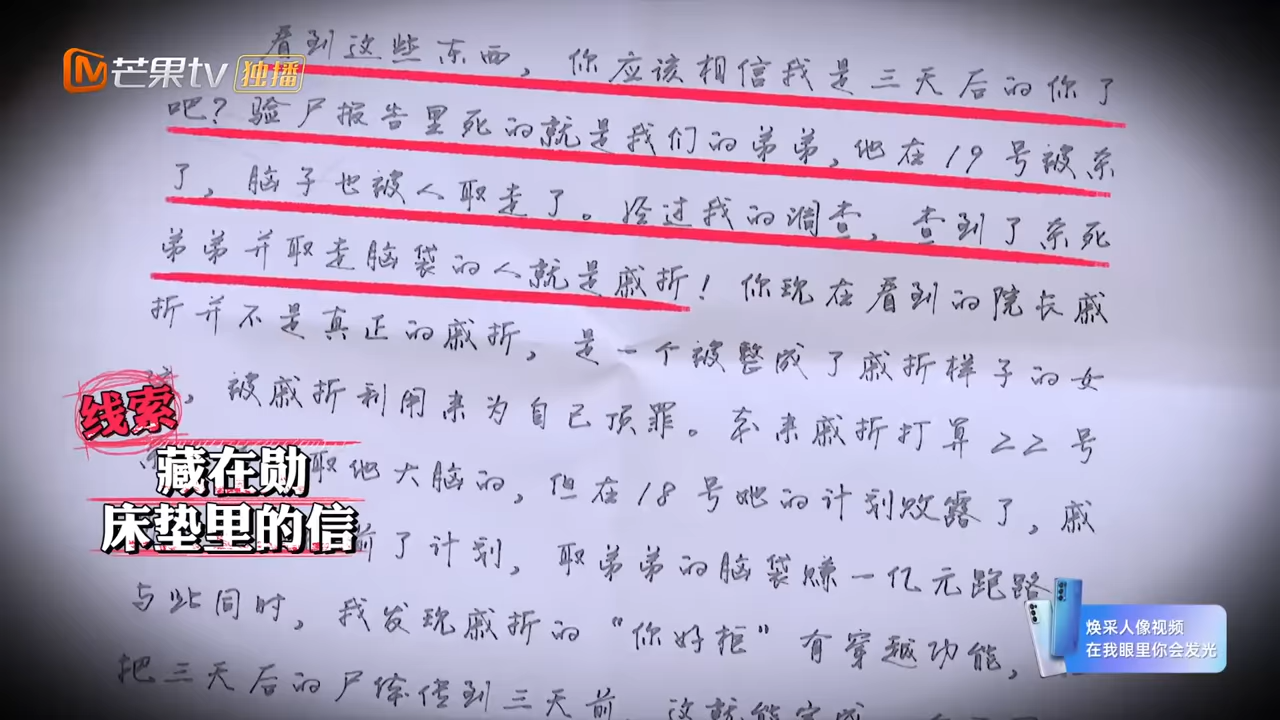 芒果tv 独播
看到这些东西，你应该相信我是三天后的你了
吧？验尸报告里死的就是我们的弟弟，他在19号被杀
了，脑子也被人取走了。经过我的调查，查到了杀死
弟弟并取走脑袋的人就是戚折！你现在看到的院长戚
折并不是真正的戚折，是一个被整成了戚折样子的女
，被戚折利用来为自己顶罪。本来戚折打算22号
取他大脑的，但在18号她的计划败露了，戚
前了计划，取弟弟的脑袋赚一亿元跑路
与此同时，我发现戚折的“你好柜”有穿越功能，
把三天后的尸体传到三天前，这就能完成
线索
藏在勋
床垫里的信
焕采人像视频
在我眼里你会发光